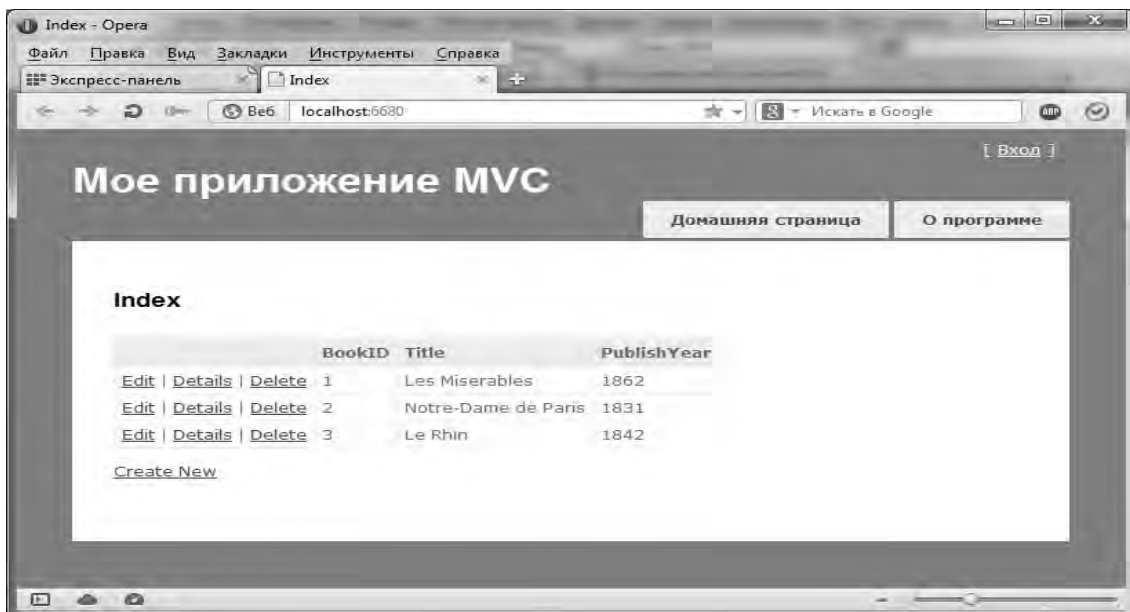 Index - Opera
Файл Правка Вид Закладки Инструменты Справка
Экспресс-панель Index
Веб localhost:6680 Искать в Google ABP
[ Вход ]
Мое приложение MVC
Домашняя страница О программе
Index
BookID Title PublishYear
Edit | Details | Delete 1 Les Miserables 1862
Edit | Details | Delete 2 Notre-Dame de Paris 1831
Edit | Details | Delete 3 Le Rhin 1842
Create New